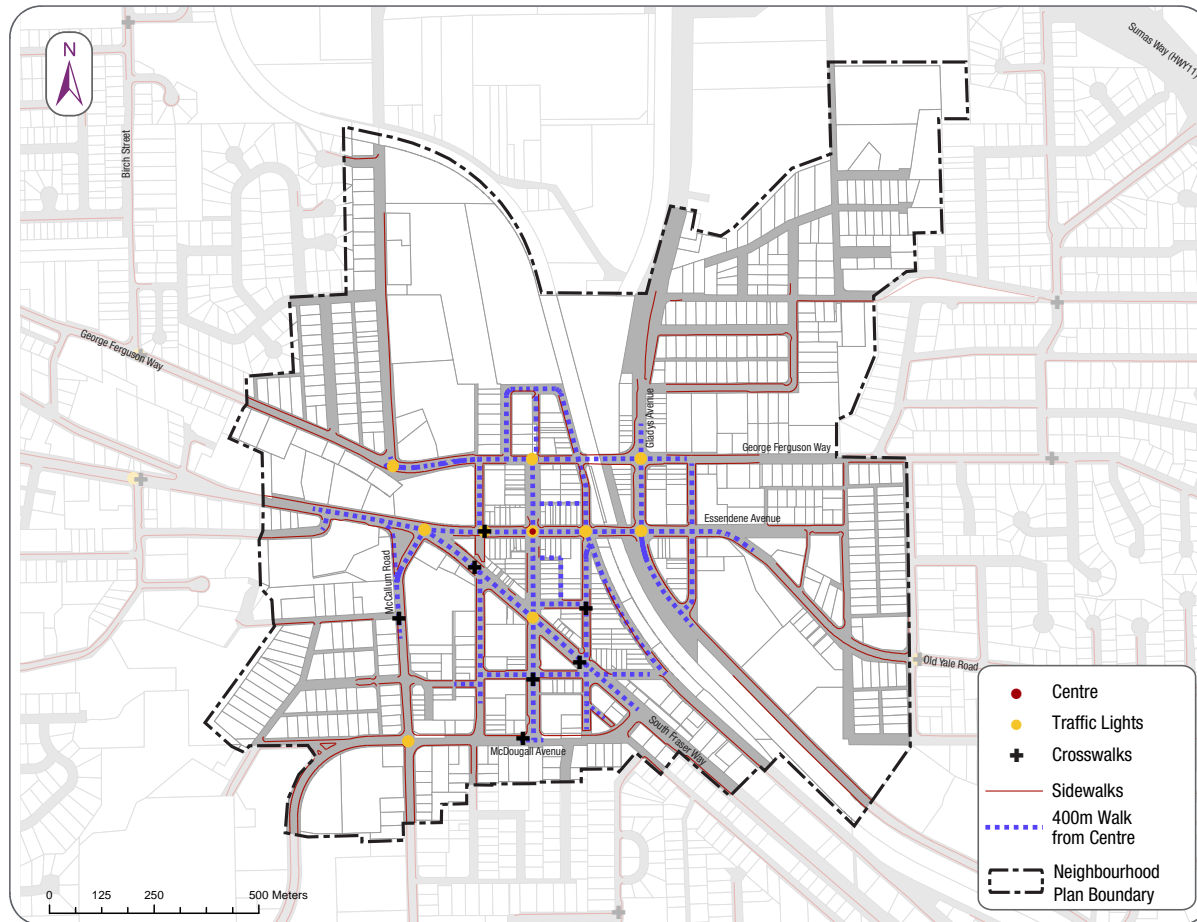 N
Sumas Way (HWY11)
Birch Street
George Ferguson Way
Gladys Avenue
George Ferguson Way
Essendene Avenue
McCallum Road
Old Yale Road
South Fraser Way
McDougall Avenue
Centre
Traffic Lights
Crosswalks
Sidewalks
400m Walk
from Centre
Neighbourhood
Plan Boundary
0 125 250 500 Meters